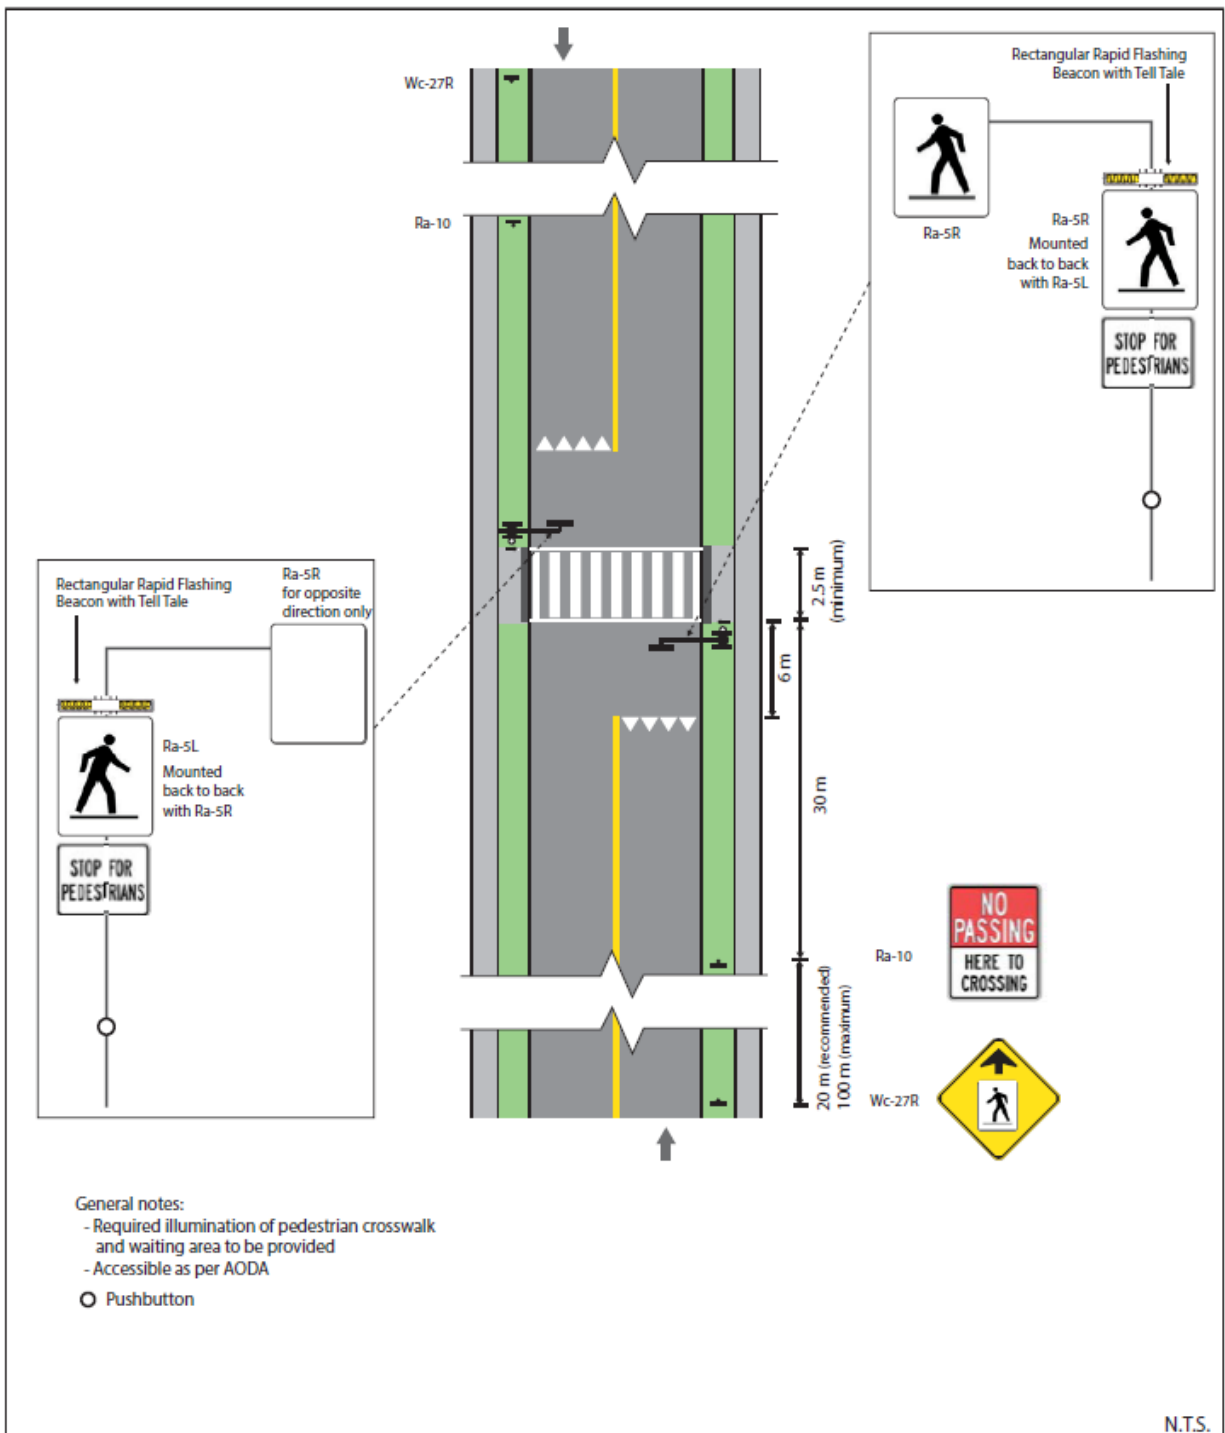 Wc-27R
Rectangular Rapid Flashing
Beacon with Tell Tale
Ra-5R
Ra-5R
Mounted
back to back
with Ra-5L
STOP FOR
PEDESTRIANS
Ra-10
2.5 m
(minimum)
6 m
30 m
20 m (recommended)
100 m (maximum)
Rectangular Rapid Flashing
Beacon with Tell Tale
Ra-5R
for opposite
direction only
Ra-5L
Mounted
back to back
with Ra-5R
STOP FOR
PEDESTRIANS
Ra-10
NO
PASSING
HERE TO
CROSSING
Wc-27R
General notes:
- Required illumination of pedestrian crosswalk
and waiting area to be provided
- Accessible as per AODA
Pushbutton
N.T.S.